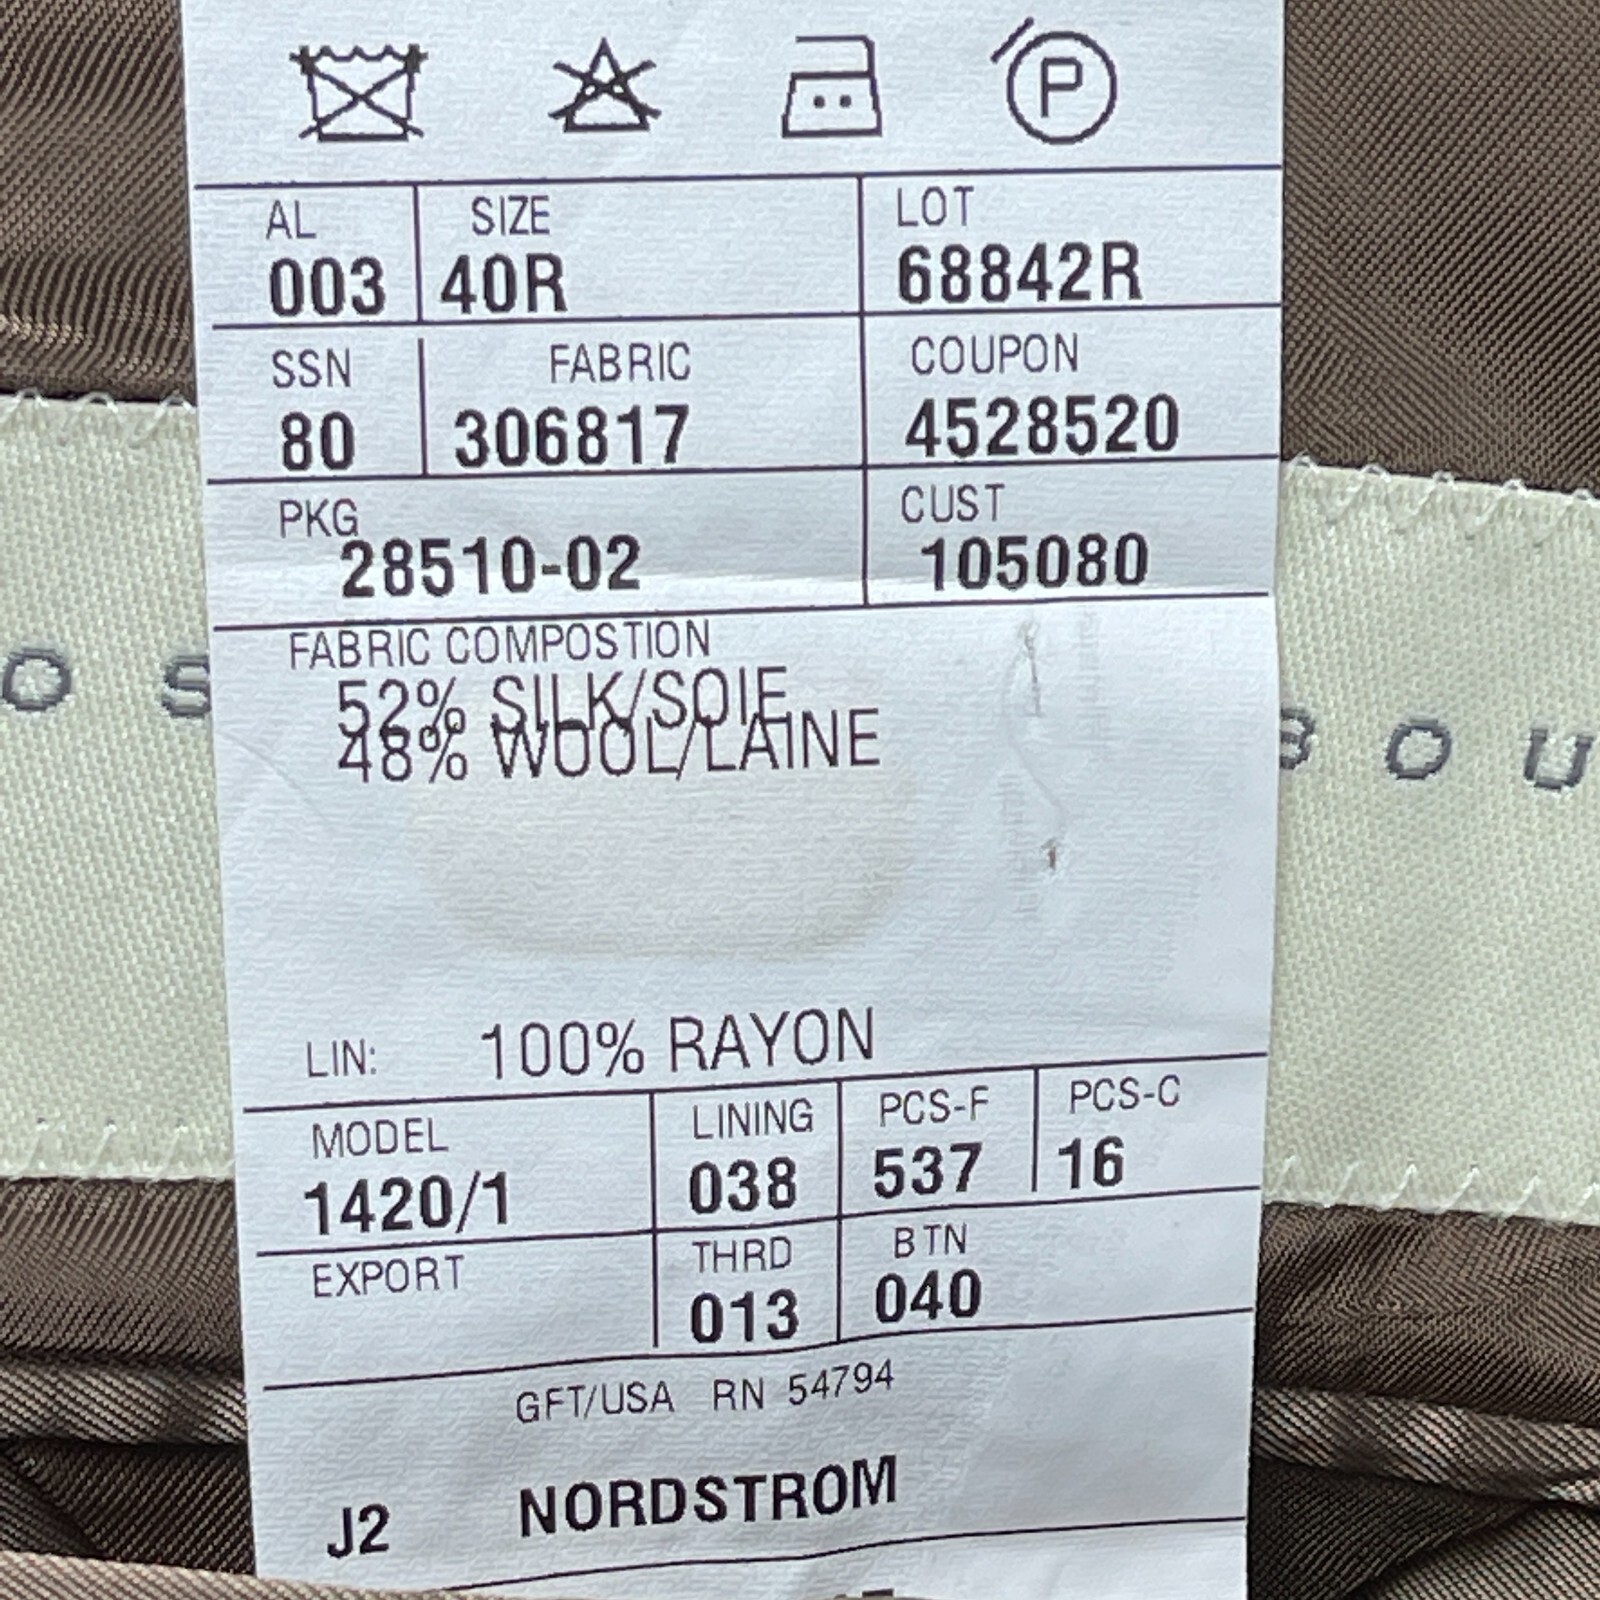 P
AL SIZE LOT
003 40R 68842R
SSN FABRIC COUPON
80 306817 4528520
PKG CUST
28510-02 105080
FABRIC COMPOSTION
52% SILK/SOIE
48% WOOL/LAINE
O S B O U
LIN: 100% RAYON
MODEL LINING PCS-F PCS-C
1420/1 038 537 16
EXPORT THRD BTN
013 040
GFT/USA RN 54794
J2 NORDSTROM